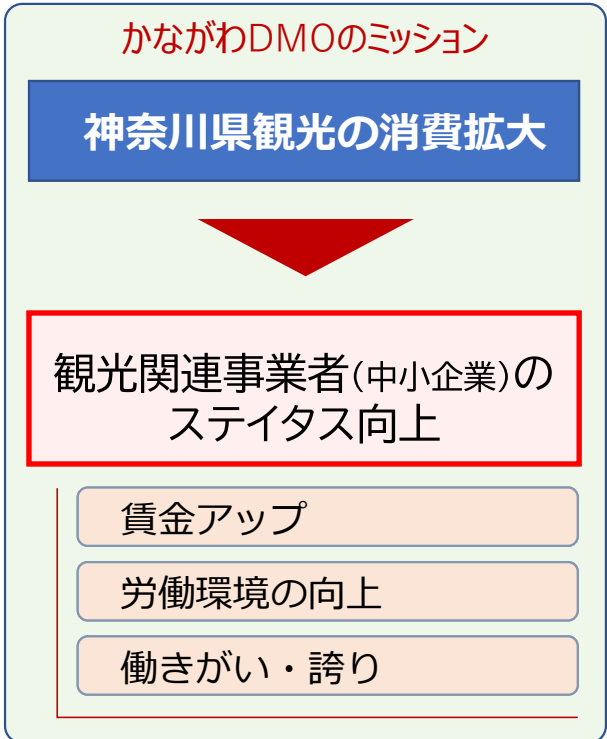 かながわDMOのミッション
神奈川県観光の消費拡大
観光関連事業者(中小企業)の
ステイタス向上
賃金アップ
労働環境の向上
働きがい・誇り